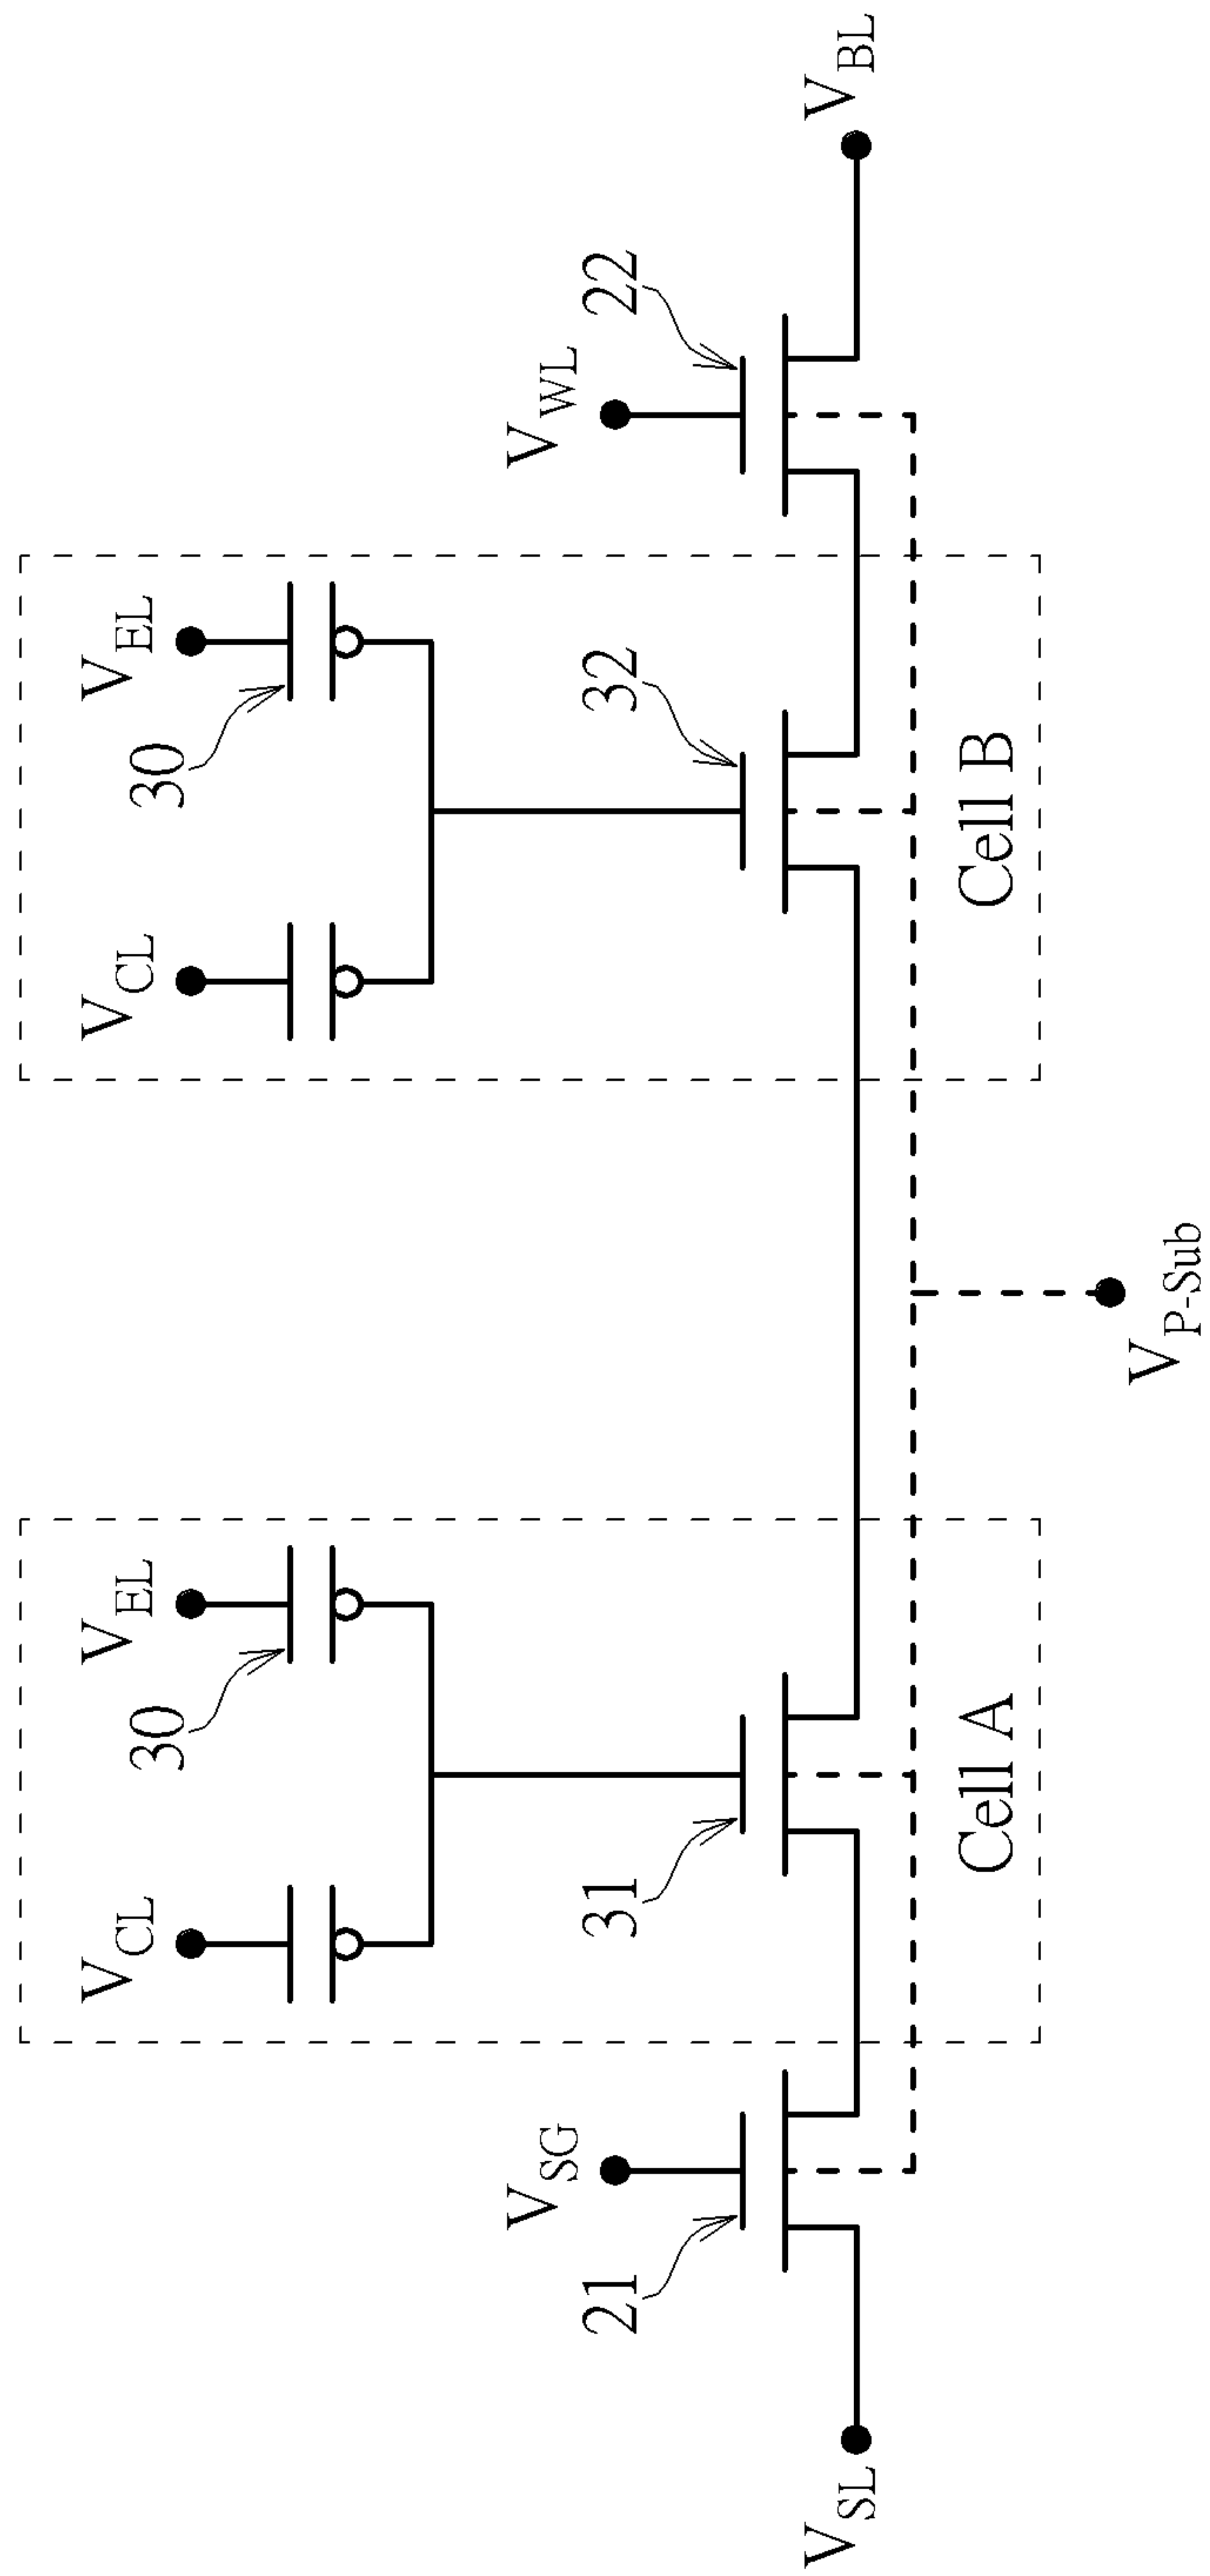 V_CL
V_EL
V_CL
V_EL
30
30
V_SG
V_WL
21
31
32
22
V_SL
V_BL
Cell A
Cell B
V_P-Sub